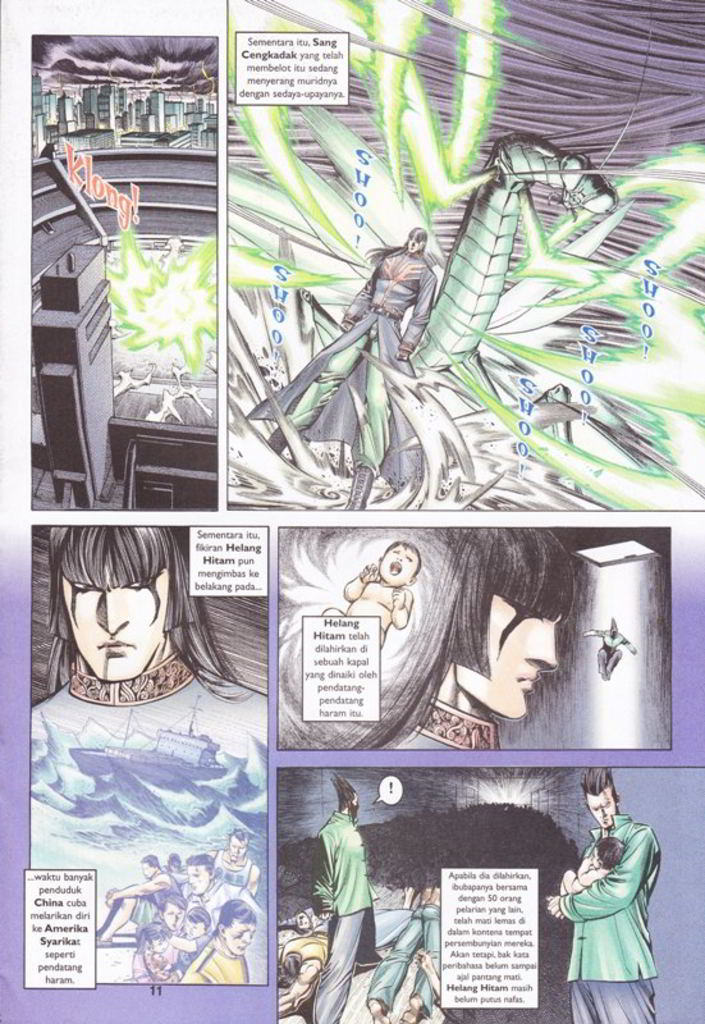 Klong!
Sementara itu, Sang
Cengkadak yang telah
membelot itu sedang
menyerang muridnya
dengan sedaya-upayanya.
SHOO!
SHOO!
SHOO!
SHOO!
SHOO!
Sementara itu,
fikiran Helang
Hitam pun
mengimbas ke
belakang pada...
...waktu banyak
penduduk
China cuba
melarikan diri
ke Amerika
Syarikat
sebagai
pendatang
haram.
Helang
Hitam telah
dilahirkan di
sebuah kapal
yang dinaiki
oleh pendatang-
pendatang
haram itu.
!
Apabila dia dilahirkan,
ibubapanya bersama
dengan 50 orang
pelarian yang lain,
telah mati lemas di
dalam kontena tempat
persembunyian mereka.
Akan tetapi, bak kata
peribahasa belum sampai
ajal pantang mati.
Helang Hitam masih
belum putus nafas.
11